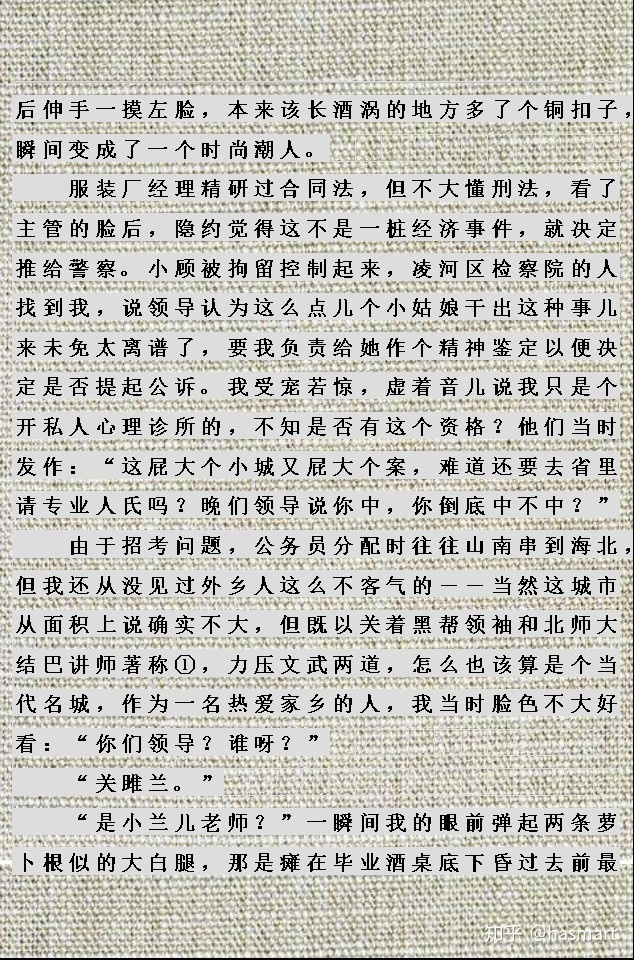 后伸手一摸左脸，本来该长酒涡的地方多了个铜扣子，
瞬间变成了一个时尚潮人。
服装厂经理精研过合同法，但不大懂刑法，看了
主管的脸后，隐约觉得这不是一桩经济事件，就决定
推给警察。小顾被拘留控制起来，凌河区检察院的人
找到我，说领导认为这么点儿个小姑娘干出这种事儿
来未免太离谱了，要我负责给她作个精神鉴定以便决
定是否提起公诉。我受宠若惊，虚着音儿说我只是个
开私人心理诊所的，不知是否有这个资格？他们当时
发作：“这屁大个小城又屁大个案，难道还要去省里
请专业人氏吗？晚们领导说你中，你倒底中不中？”
由于招考问题，公务员分配时往往山南串到海北，
但我还从没见过外乡人这么不客气的——当然这城市
从面积上说确实不大，但既以关着黑帮领袖和北师大
结巴讲师著称①，力压文武两道，怎么也该算是个当
代名城，作为一名热爱家乡的人，我当时脸色不大好
看：“你们领导？谁呀？”
“关雎兰。”
“是小兰儿老师？”一瞬间我的眼前弹起两条萝
卜根似的大白腿，那是瘫在毕业酒桌底下昏过去前最
知乎 @hasmart